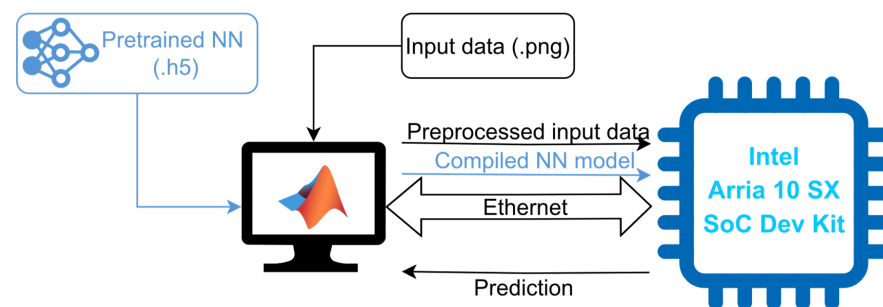 Pretrained NN
(.h5)
Input data (.png)
Preprocessed input data
Compiled NN model
Ethernet
Prediction
Intel
Arria 10 SX
SoC Dev Kit